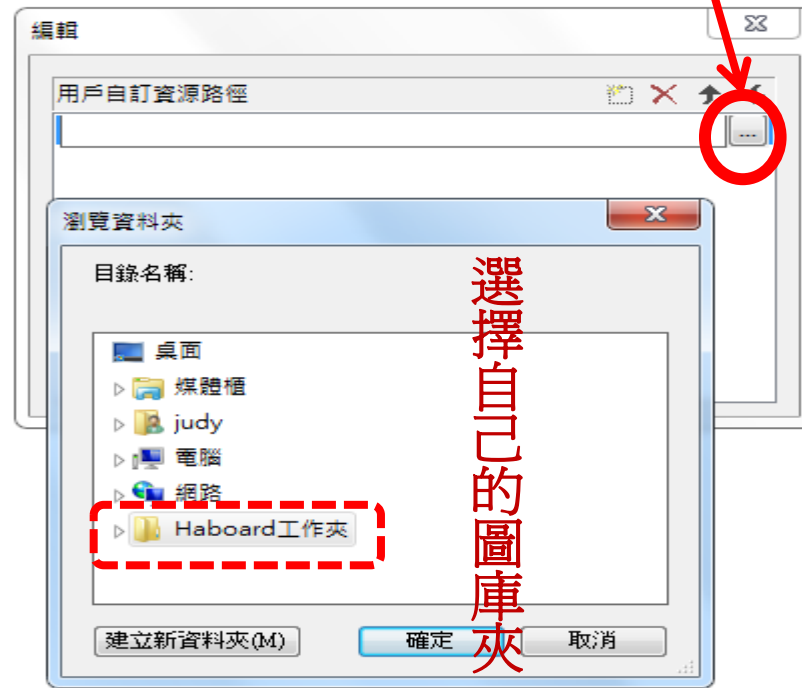 編輯
用戶自訂資源路徑
...
瀏覽資料夾
目錄名稱:
桌面
媒體櫃
judy
電腦
網路
Haboard工作夾
選擇自己的圖庫夾
建立新資料夾(M)
確定
取消